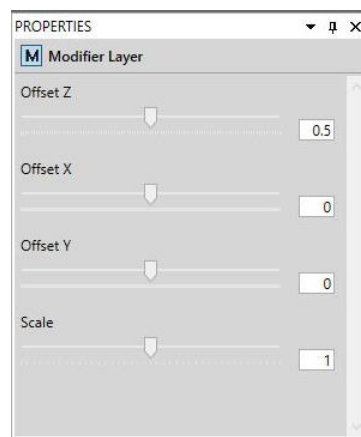 PROPERTIES
M Modifier Layer
Offset Z
0.5
Offset X
0
Offset Y
0
Scale
1